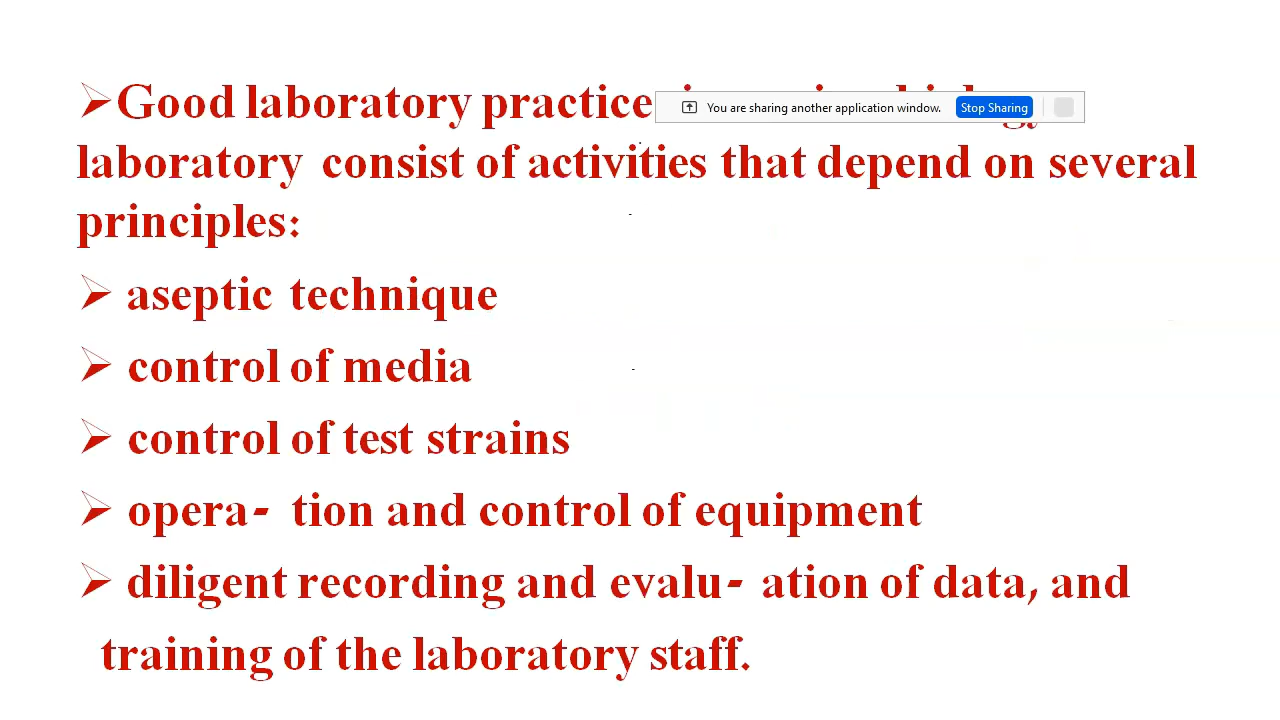 ➢Good laboratory practice
You are sharing another application window. Stop Sharing
laboratory consist of activities that depend on several
principles:
➢ aseptic technique
➢ control of media
➢ control of test strains
➢ opera- tion and control of equipment
➢ diligent recording and evalu- ation of data, and
training of the laboratory staff.